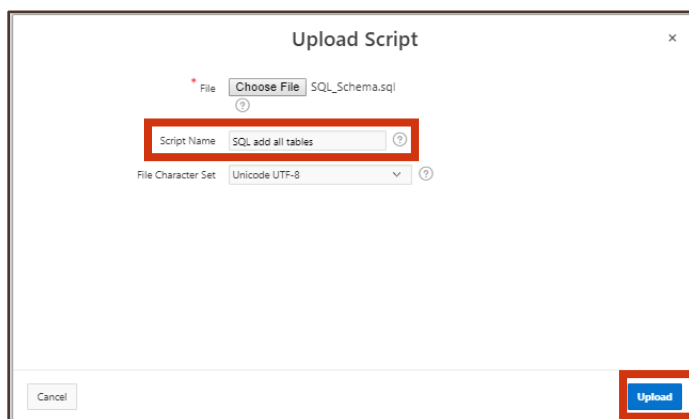 Upload Script
×
* File Choose File SQL_Schema.sql
?
Script Name SQL add all tables ?
File Character Set Unicode UTF-8 ?
Cancel Upload